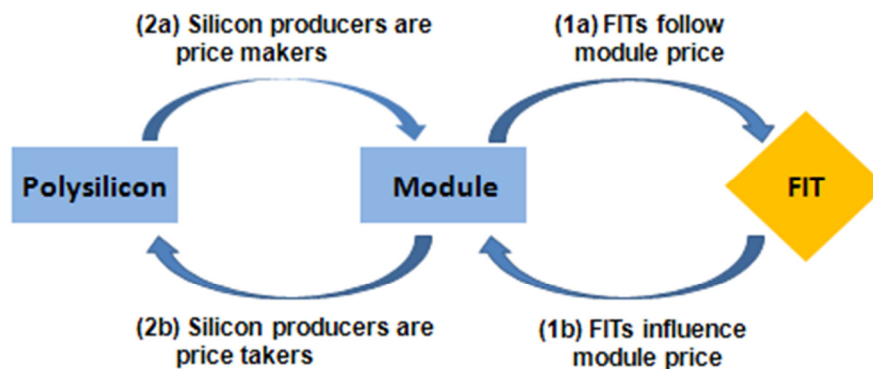 (2a) Silicon producers are
price makers
(1a) FITs follow
module price
Polysilicon
Module
FIT
(2b) Silicon producers are
price takers
(1b) FITs influence
module price